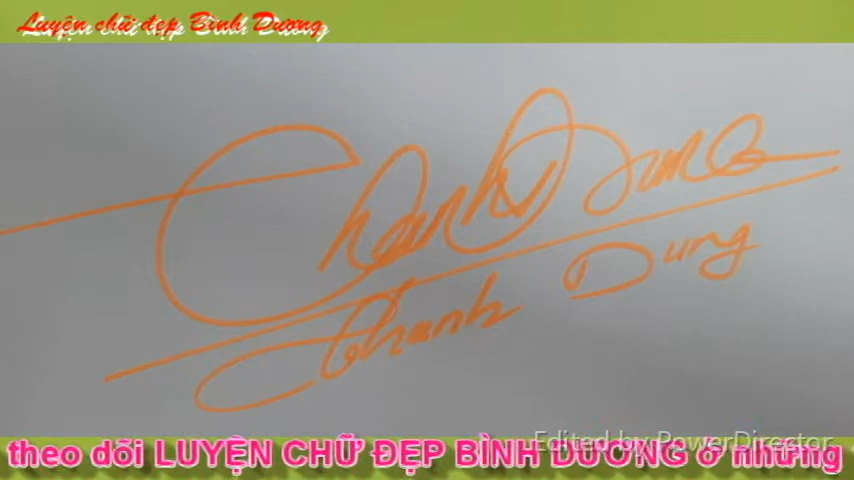 Luyện chữ đẹp Bình Dương
Thanh Dung
Thanh Dung
Edited by PowerDirector
theo dõi LUYỆN CHỮ ĐẸP BÌNH DƯƠNG ở những